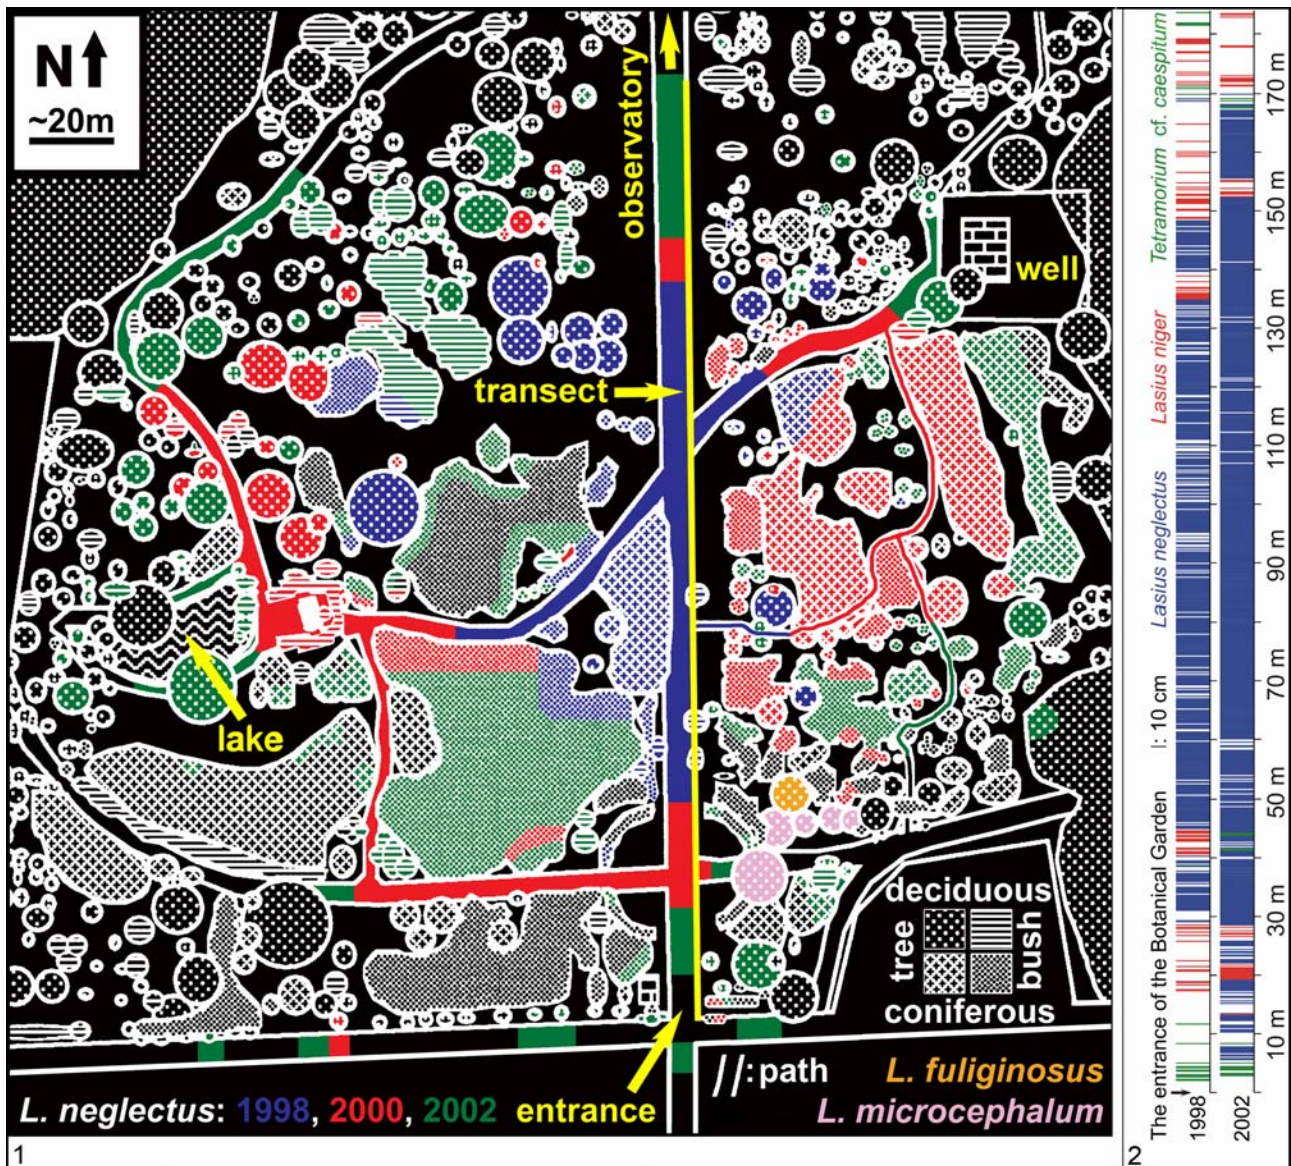 N
~20m
observatory
well
transect
lake
deciduous
tree
bush
coniferous
//: path
L. fuliginosus
L. neglectus: 1998, 2000, 2002
entrance
L. microcephalum
1
The entrance of the Botanical Garden
|: 10 cm
Lasius neglectus
Lasius niger
Tetramorium cf. caespitum
1998
2002
10 m
30 m
50 m
70 m
90 m
110 m
130 m
150 m
170 m
2